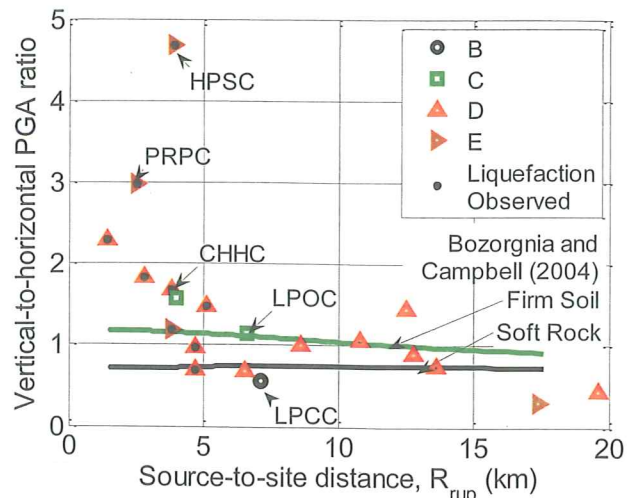 5
4
3
2
1
0
0
5
10
15
20
Vertical-to-horizontal PGA ratio
Source-to-site distance, Rrup (km)
B
C
D
E
Liquefaction
Observed
HPSC
PRPC
CHHC
LPOC
LPCC
Bozorgnia and
Campbell (2004)
Firm Soil
Soft Rock